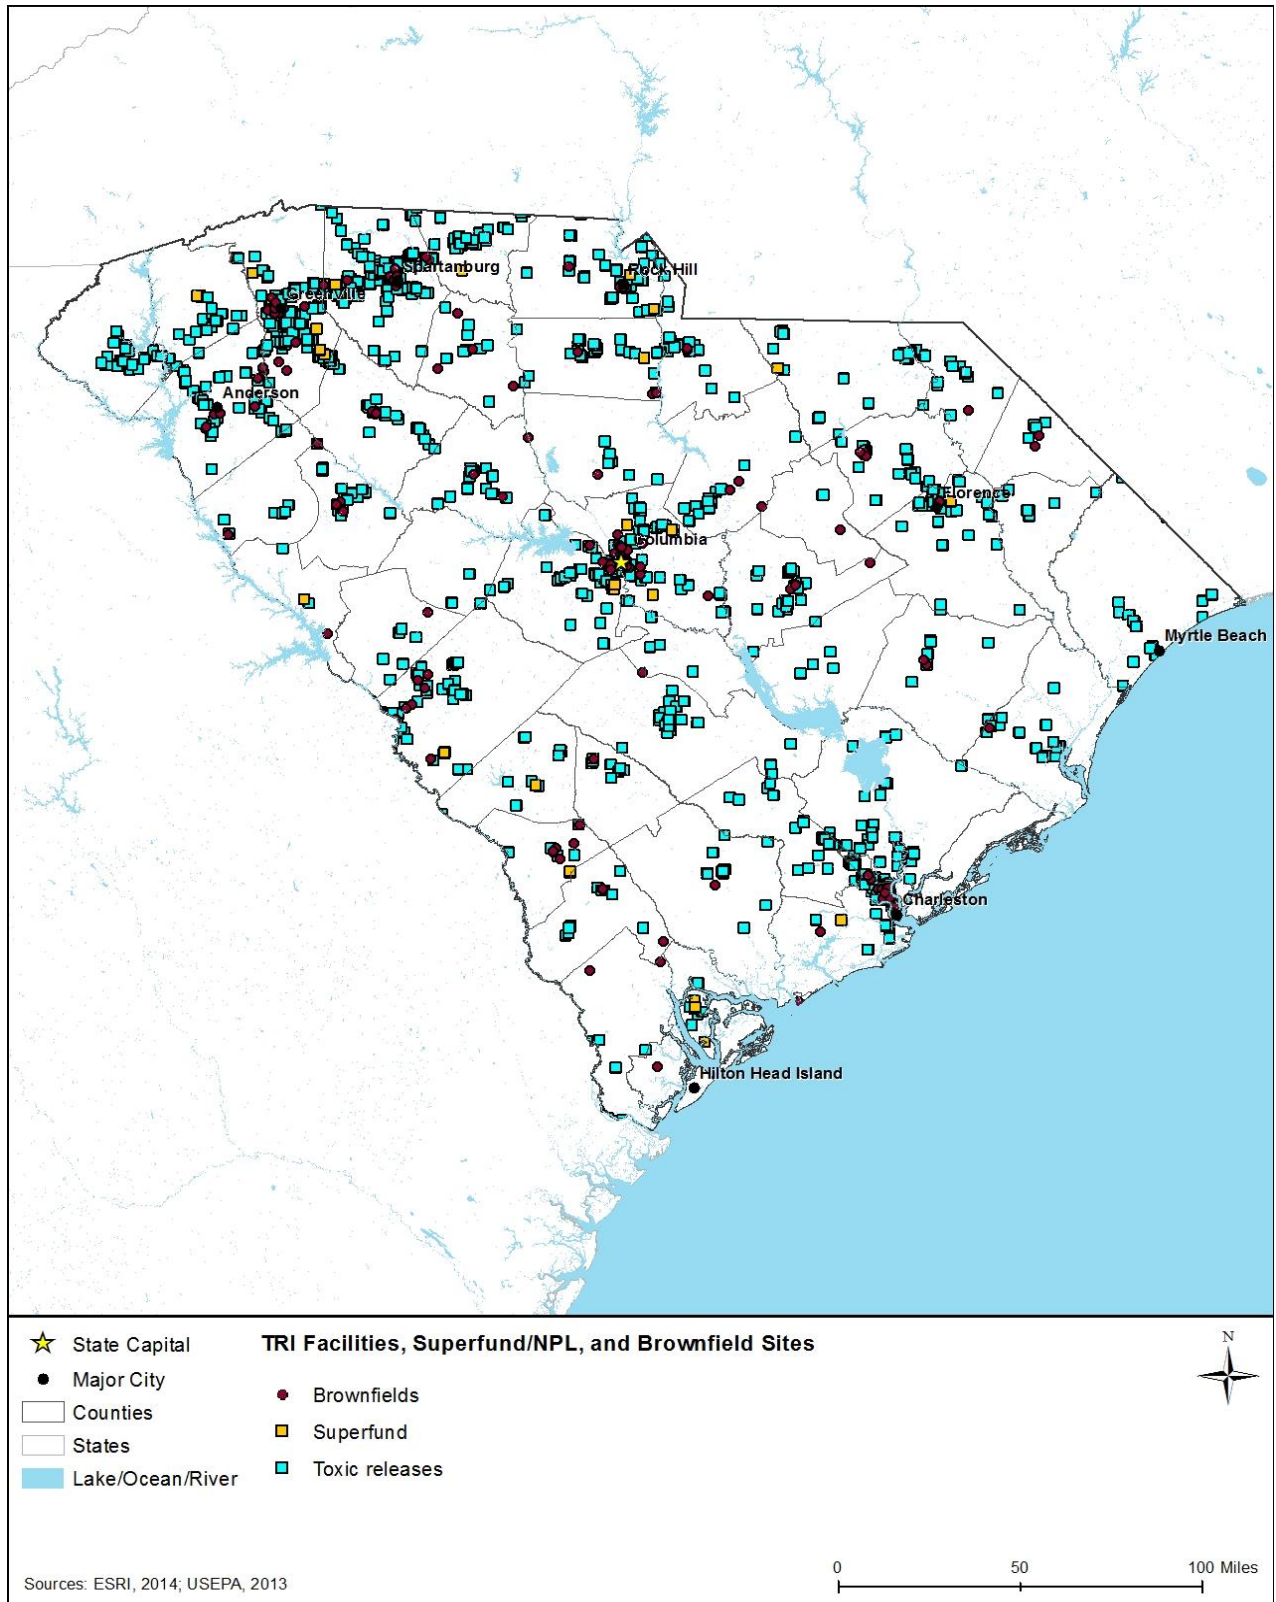 Spartanburg
Rock Hill
Greenville
Anderson
Florence
Columbia
Myrtle Beach
Charleston
Hilton Head Island
State Capital
Major City
Counties
States
Lake/Ocean/River
TRI Facilities, Superfund/NPL, and Brownfield Sites
Brownfields
Superfund
Toxic releases
N
0 50 100 Miles
Sources: ESRI, 2014; USEPA, 2013